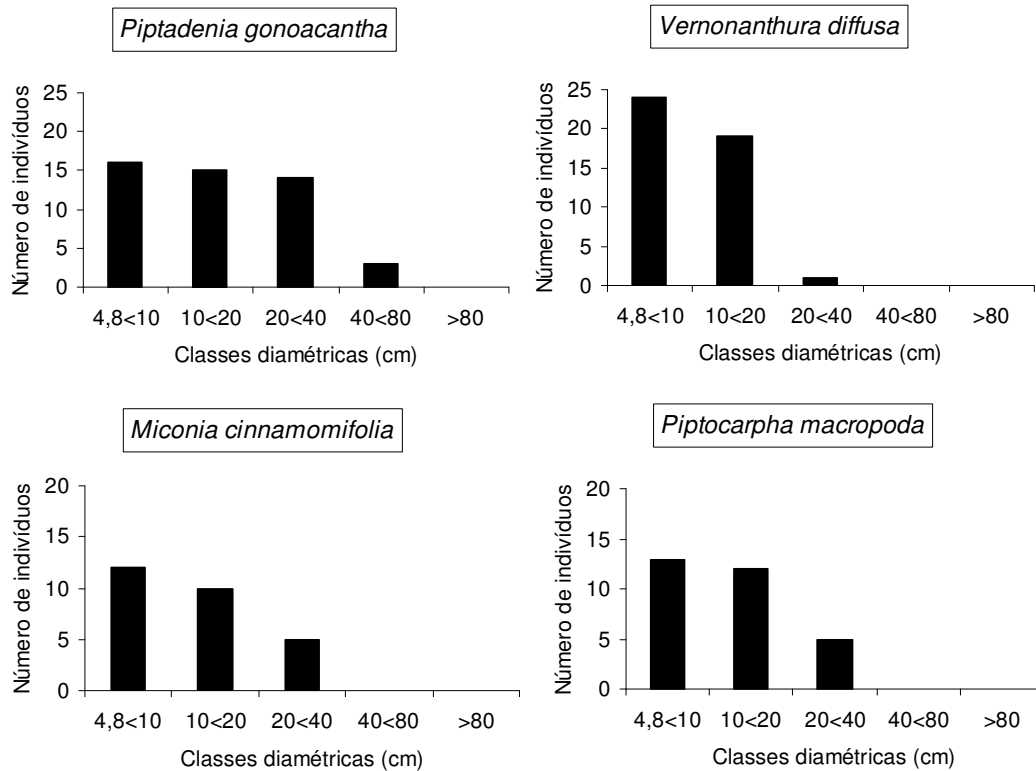 Piptadenia gonoacantha
Número de indivíduos
25
20
15
10
5
0
4,8<10 10<20 20<40 40<80 >80
Classes diamétricas (cm)
Vernonanthura diffusa
Número de indivíduos
25
20
15
10
5
0
4,8<10 10<20 20<40 40<80 >80
Classes diamétricas (cm)
Miconia cinnamomifolia
Número de indivíduos
20
15
10
5
0
4,8<10 10<20 20<40 40<80 >80
Classes diamétricas (cm)
Piptocarpha macropoda
Número de indivíduos
20
15
10
5
0
4,8<10 10<20 20<40 40<80 >80
Classes diamétricas (cm)